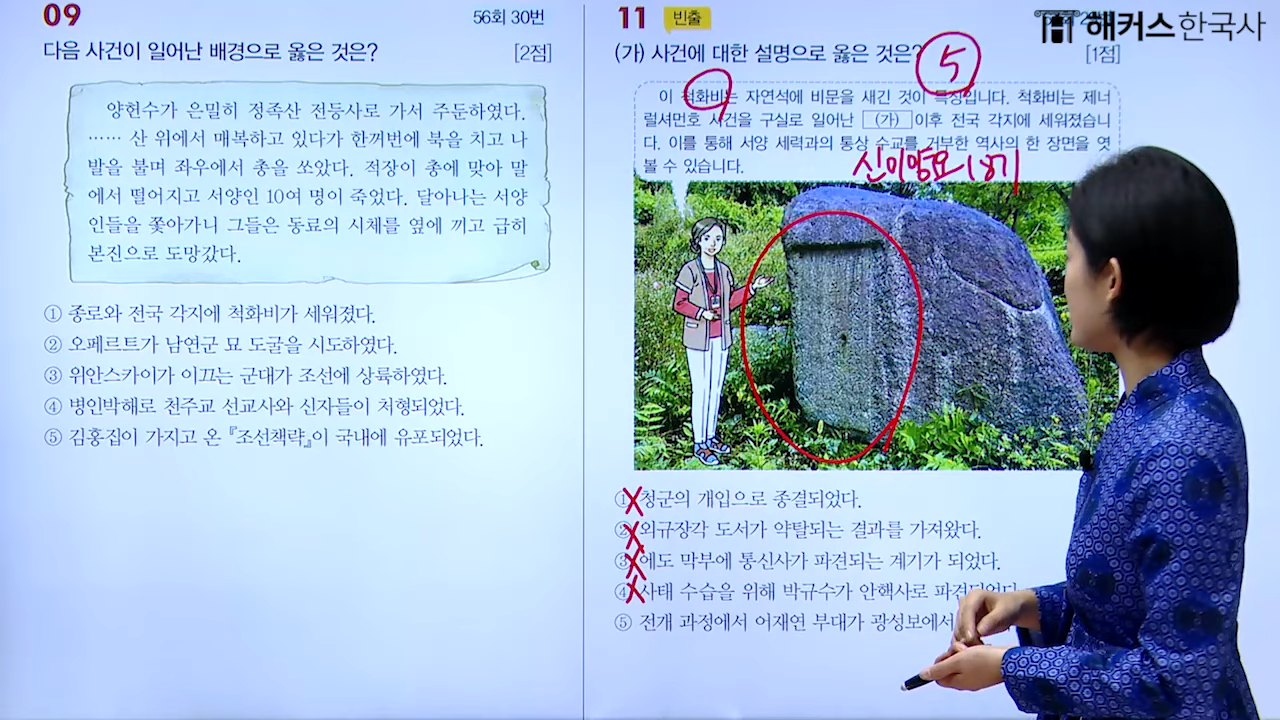 09
56회 30번
다음 사건이 일어난 배경으로 옳은 것은?
[2점]
양헌수가 은밀히 정족산 전등사로 가서 주둔하였다.
…… 산 위에서 매복하고 있다가 한꺼번에 북을 치고 나
발을 불며 좌우에서 총을 쏘았다. 적장이 총에 맞아 말
에서 떨어지고 서양인 10여 명이 죽었다. 달아나는 서양
인들을 쫓아가니 그들은 동료의 시체를 옆에 끼고 급히
본진으로 도망갔다.
① 종로와 전국 각지에 척화비가 세워졌다.
② 오페르트가 남연군 묘 도굴을 시도하였다.
③ 위안스카이가 이끄는 군대가 조선에 상륙하였다.
④ 병인박해로 천주교 선교사와 신자들이 처형되었다.
⑤ 김홍집이 가지고 온 『조선책략』이 국내에 유포되었다.
11 빈출
해커스한국사
(가) 사건에 대한 설명으로 옳은 것은?
⑤
[1점]
이 척화비는 자연석에 비문을 새긴 것이 특징입니다. 척화비는 제너
럴셔먼호 사건을 구실로 일어난 (가) 이후 전국 각지에 세워졌습니
다. 이를 통해 서양 세력과의 통상 수교를 거부한 역사의 한 장면을 엿
볼 수 있습니다.
신미양요
① 청군의 개입으로 종결되었다.
② 외규장각 도서가 약탈되는 결과를 가져왔다.
③ 에도 막부에 통신사가 파견되는 계기가 되었다.
④ 사태 수습을 위해 박규수가 안핵사로 파견되었다
⑤ 전개 과정에서 어재연 부대가 광성보에서